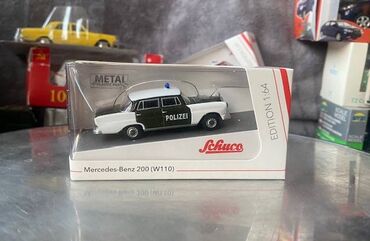 METAL
POLIZEI
EDITION 1:64
Schuco
Mercedes-Benz 200 (W110)